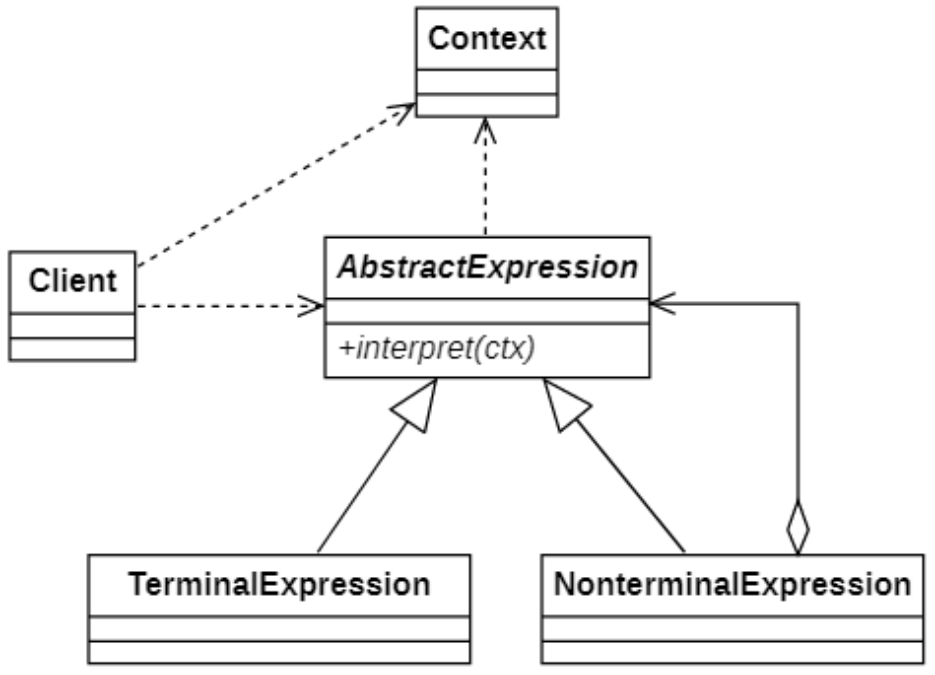 Context
Client
AbstractExpression
+interpret(ctx)
TerminalExpression
NonterminalExpression